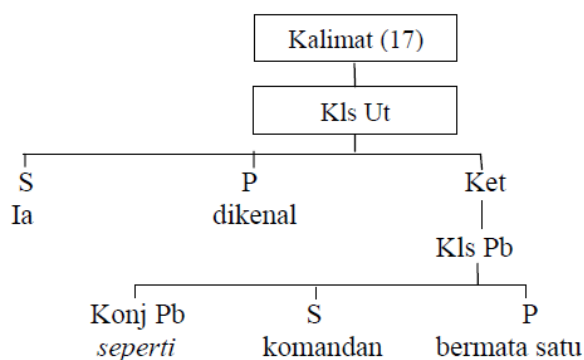 Kalimat (17)
Kls Ut
S P Ket
Ia dikenal
Kls Pb
Konj Pb S P
seperti komandan bermata satu